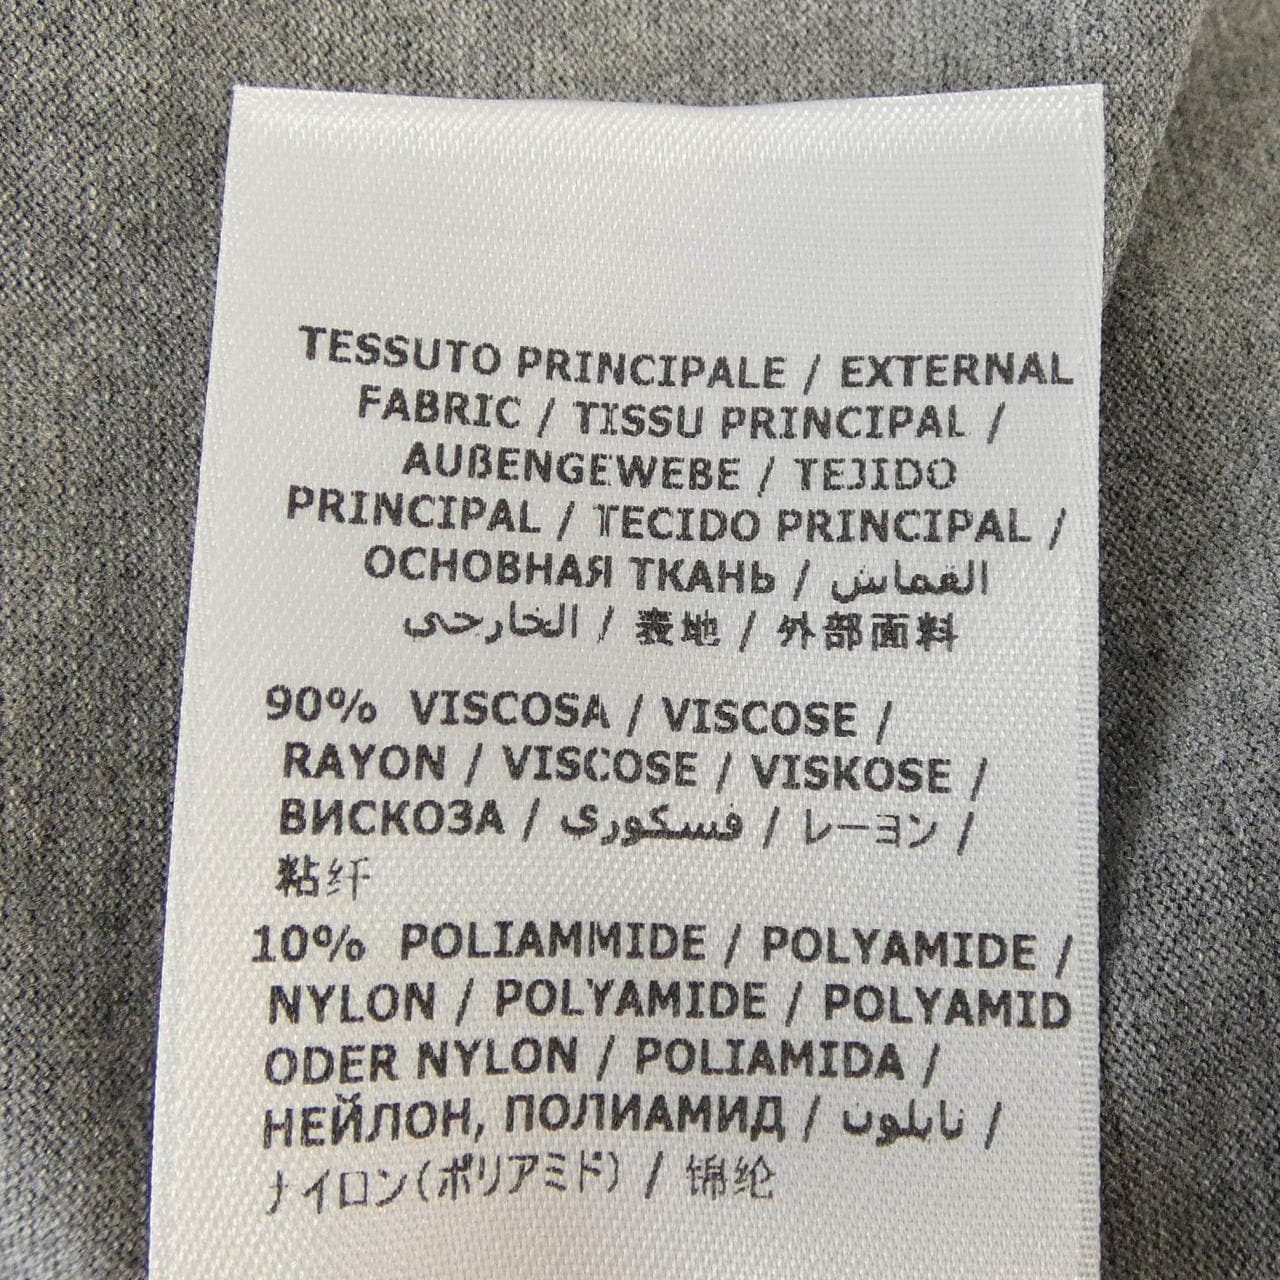 TESSUTO PRINCIPALE / EXTERNAL
FABRIC / TISSU PRINCIPAL /
AUßENGEWEBE / TEJIDO
PRINCIPAL / TECIDO PRINCIPAL /
ОСНОВНАЯ ТКАНЬ / القماش
الخارجى / 表地 / 外部面料
90% VISCOSA / VISCOSE /
RAYON / VISCOSE / VISKOSE /
ВИСКОЗА / فسكوزى / レーヨン /
粘纤
10% POLIAMMIDE / POLYAMIDE /
NYLON / POLYAMIDE / POLYAMID
ODER NYLON / POLIAMIDA /
НЕЙЛОН, ПОЛИАМИД / نايلون /
ナイロン(ポリアミド) / 锦纶